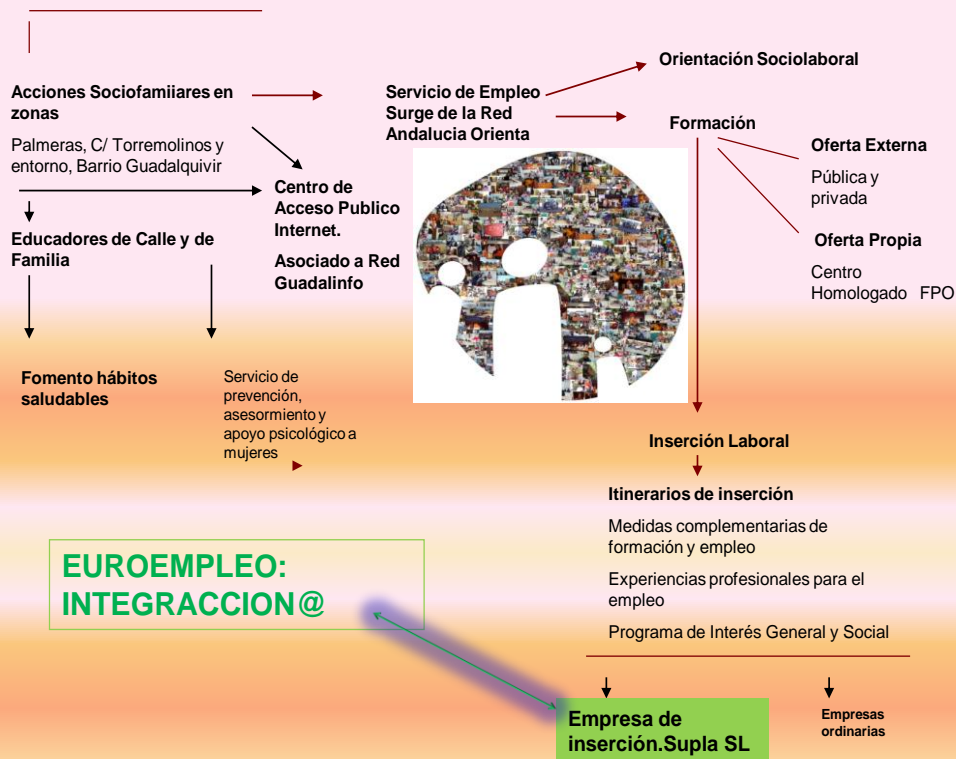 Acciones Sociofamiiares en
zonas
Palmeras, C/ Torremolinos y
entorno, Barrio Guadalquivir
Educadores de Calle y de
Familia
Fomento hábitos
saludables
Servicio de
prevención,
asesormiento y
apoyo psicológico a
mujeres
Centro de
Acceso Publico
Internet.
Asociado a Red
Guadalinfo
Servicio de Empleo
Surge de la Red
Andalucia Orienta
Orientación Sociolaboral
Formación
Oferta Externa
Pública y
privada
Oferta Propia
Centro
Homologado FPO
Inserción Laboral
Itinerarios de inserción
Medidas complementarias de
formación y empleo
Experiencias profesionales para el
empleo
Programa de Interés General y Social
EUROEMPLEO:
INTEGRACCION@
Empresa de
inserción.Supla SL
Empresas
ordinarias